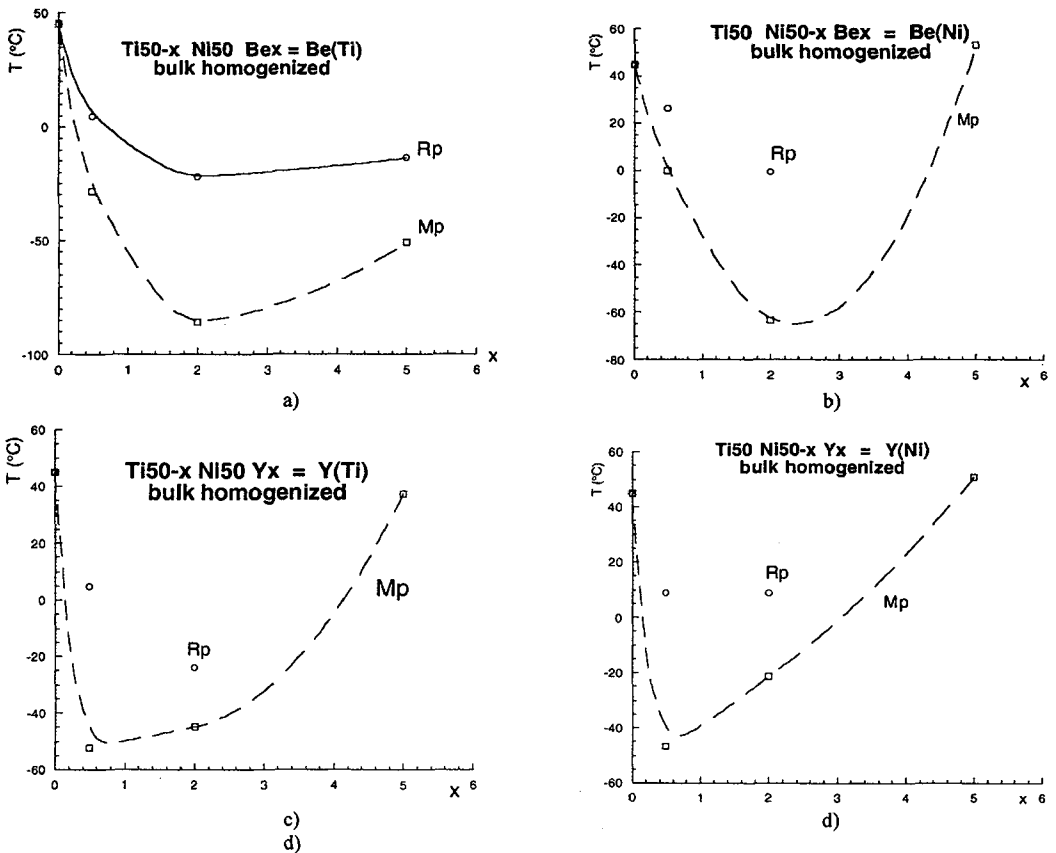 T (°C)
Ti50-x Ni50 Bex = Be(Ti)
bulk homogenized
50
0
-50
-100
Rp
Mp
0 1 2 3 4 5 6
x
a)
T (°C)
Ti50 Ni50-x Bex = Be(Ni)
bulk homogenized
60
40
20
0
-20
-40
-60
-80
Rp
Mp
0 1 2 3 4 5 6
x
b)
T (°C)
Ti50-x Ni50 Yx = Y(Ti)
bulk homogenized
60
40
20
0
-20
-40
-60
Rp
Mp
0 1 2 3 4 5 6
x
c)
d)
T (°C)
Ti50 Ni50-x Yx = Y(Ni)
bulk homogenized
60
40
20
0
-20
-40
-60
Rp
Mp
0 1 2 3 4 5 6
x
d)